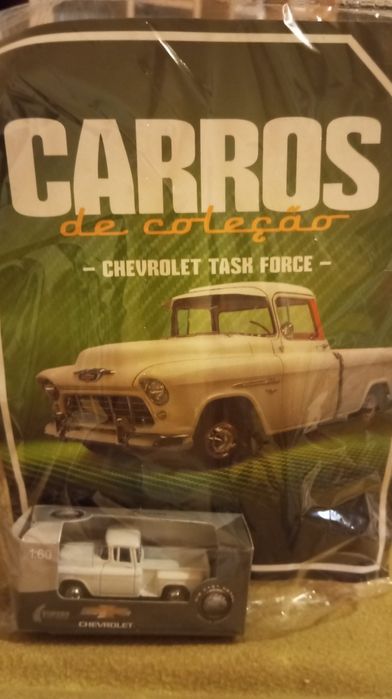 CARROS
de coleção
- CHEVROLET TASK FORCE -
1:60
CHEVROLET